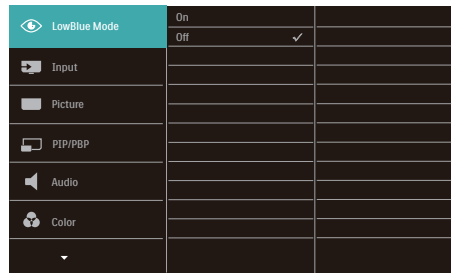 LowBlue Mode
On
Off
Input
Picture
PIP/PBP
Audio
Color